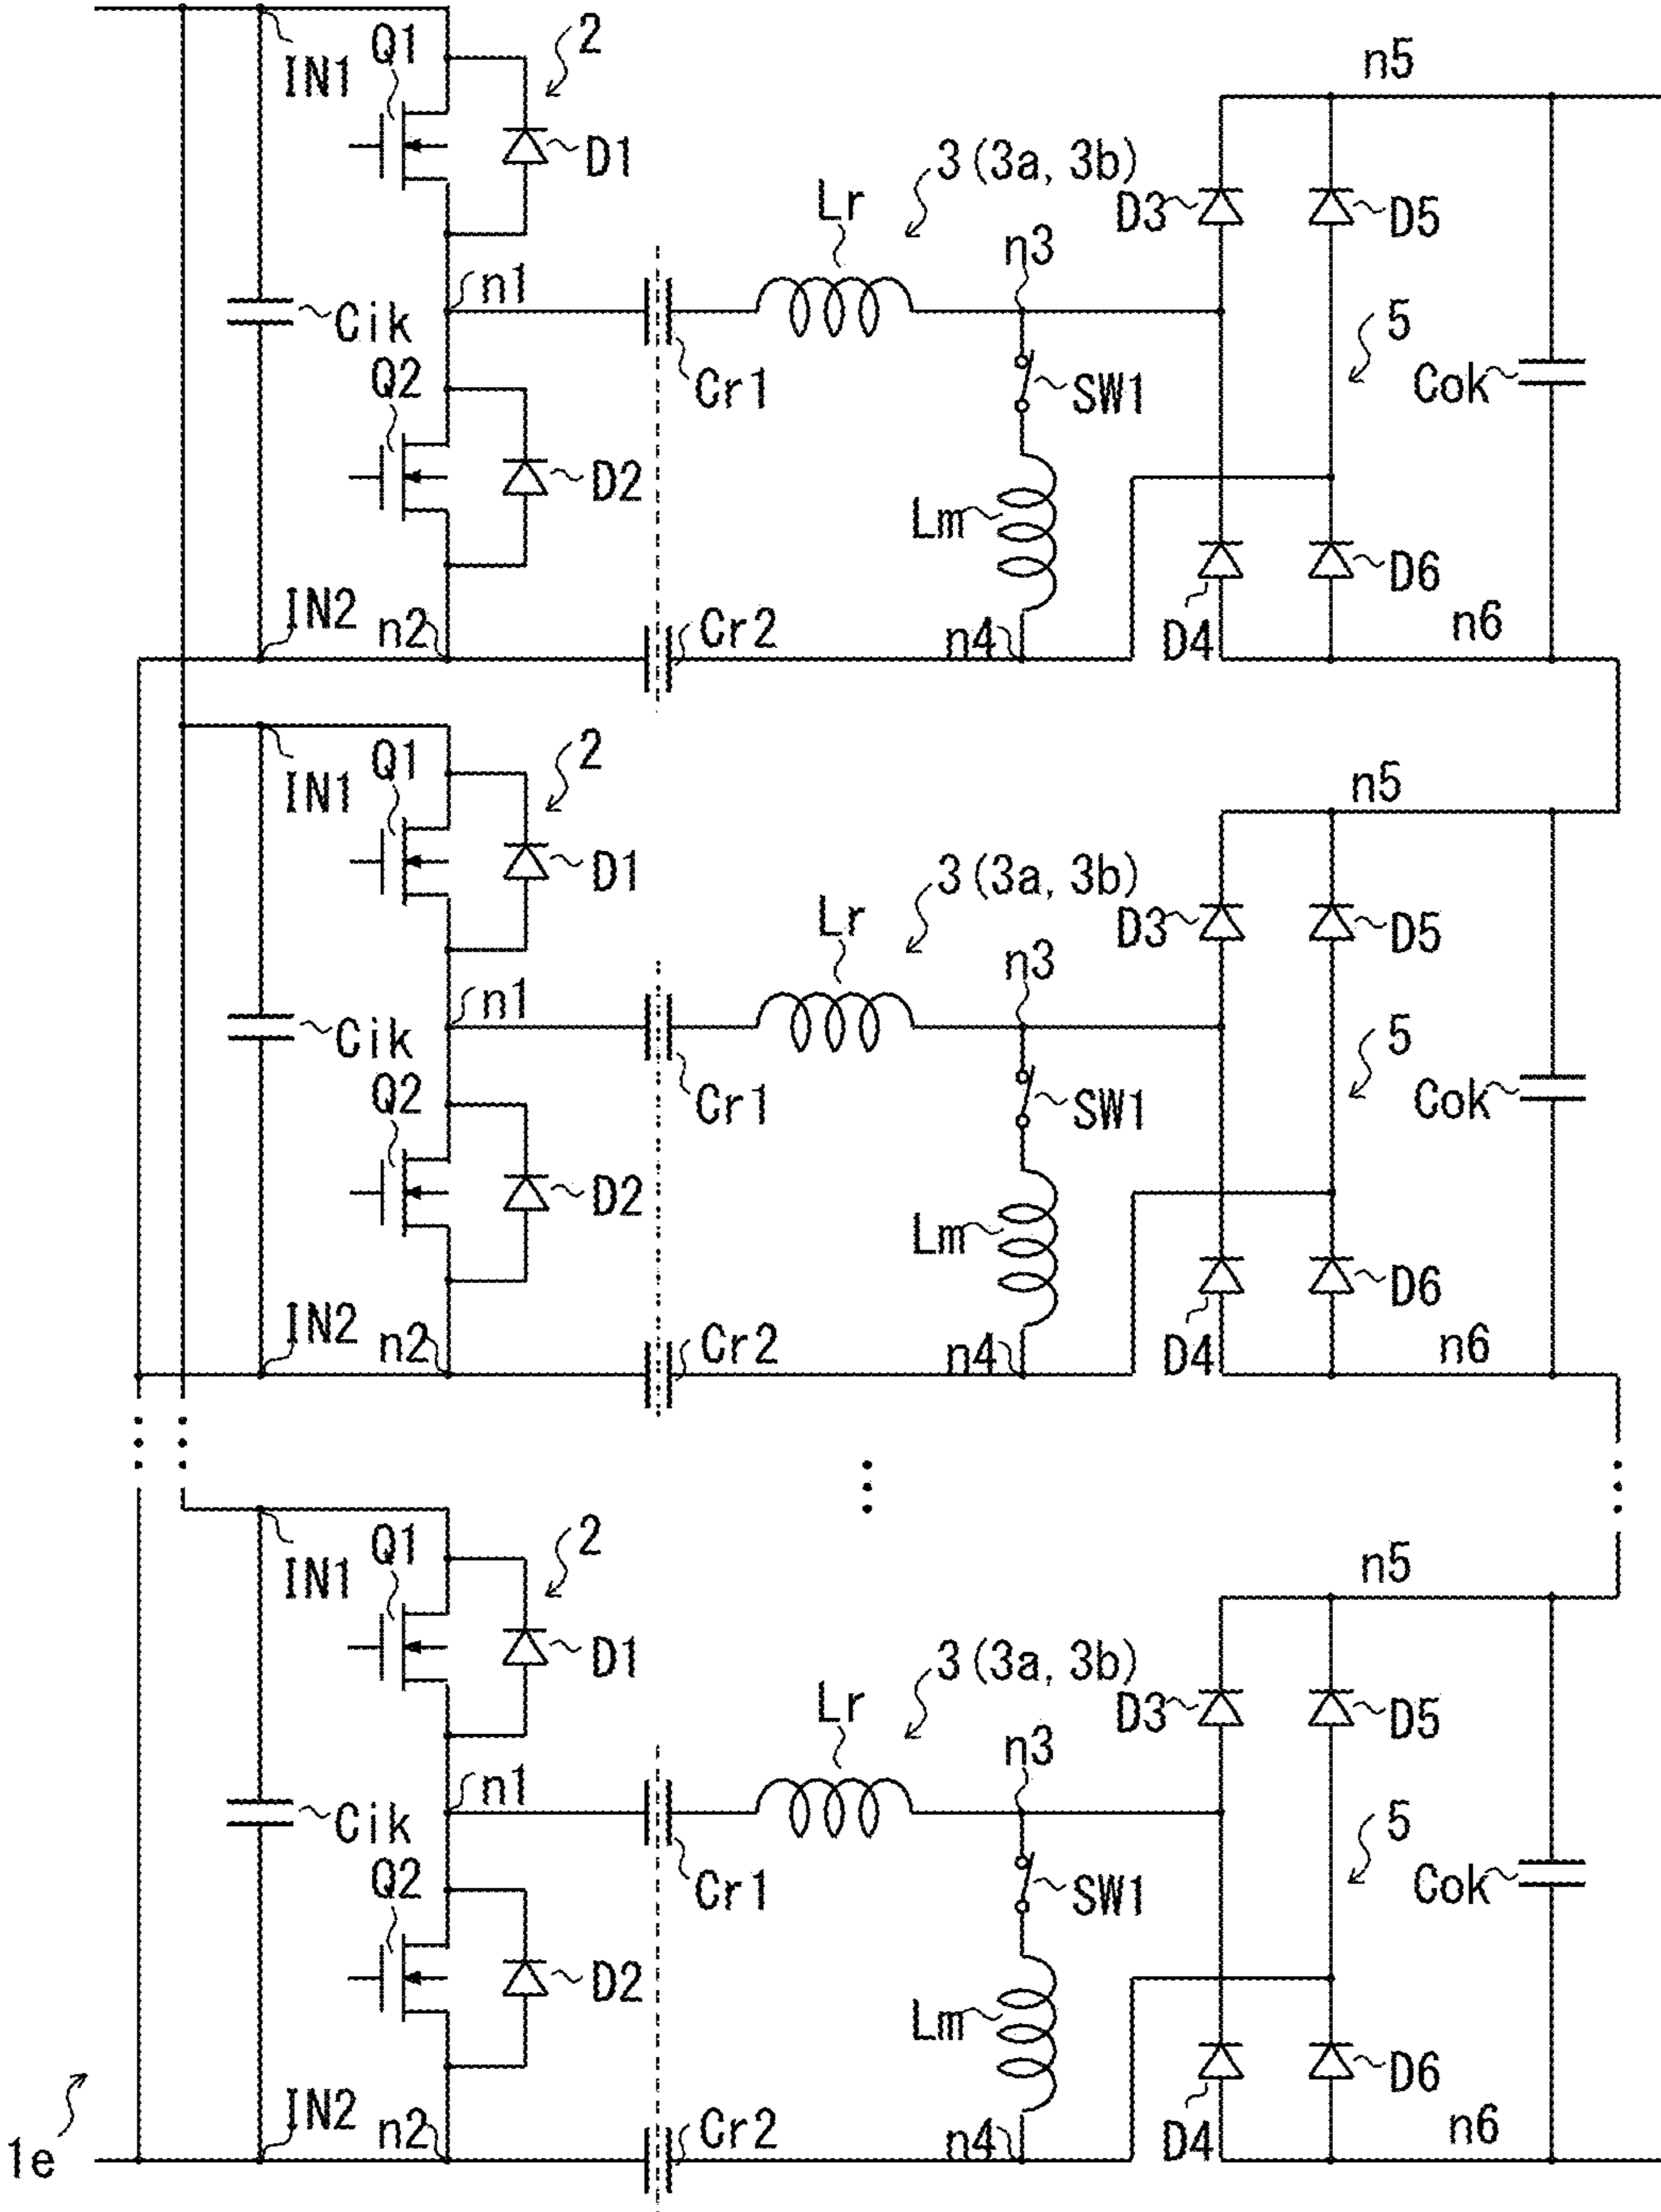 Q1
2
n5
IN1
D1
3(3a, 3b)
Lr
D3
D5
n3
n1
5
Cik
Cr1
SW1
Cok
Q2
D2
Lm
D6
IN2
n2
Cr2
n4
D4
n6
Q1
2
n5
IN1
D1
3(3a, 3b)
Lr
D3
D5
n3
n1
5
Cik
Cr1
SW1
Cok
Q2
D2
Lm
D6
IN2
n2
Cr2
n4
D4
n6
Q1
2
n5
IN1
D1
3(3a, 3b)
Lr
D3
D5
n3
n1
5
Cik
Cr1
SW1
Cok
Q2
D2
Lm
D6
IN2
n2
Cr2
n4
D4
n6
1e